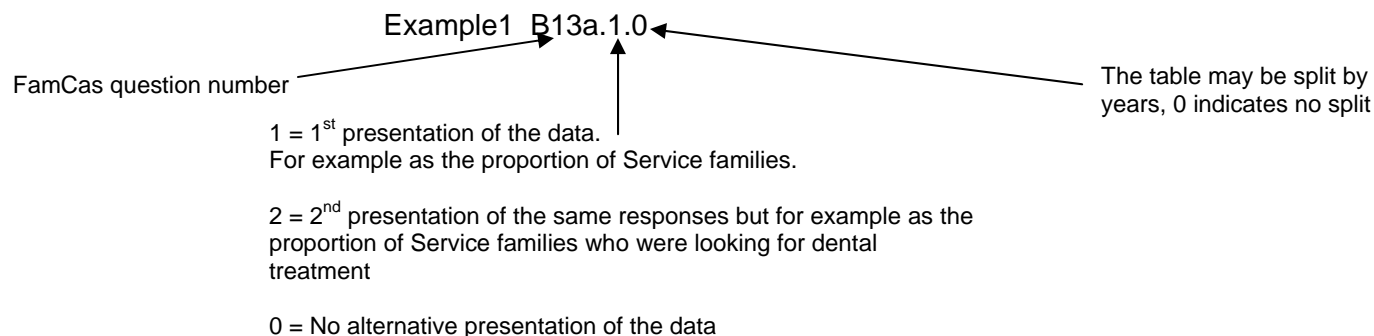 Example1 B13a.1.0
FamCas question number
The table may be split by
years, 0 indicates no split
1 = 1st presentation of the data.
For example as the proportion of Service families.
2 = 2nd presentation of the same responses but for example as the
proportion of Service families who were looking for dental
treatment
0 = No alternative presentation of the data